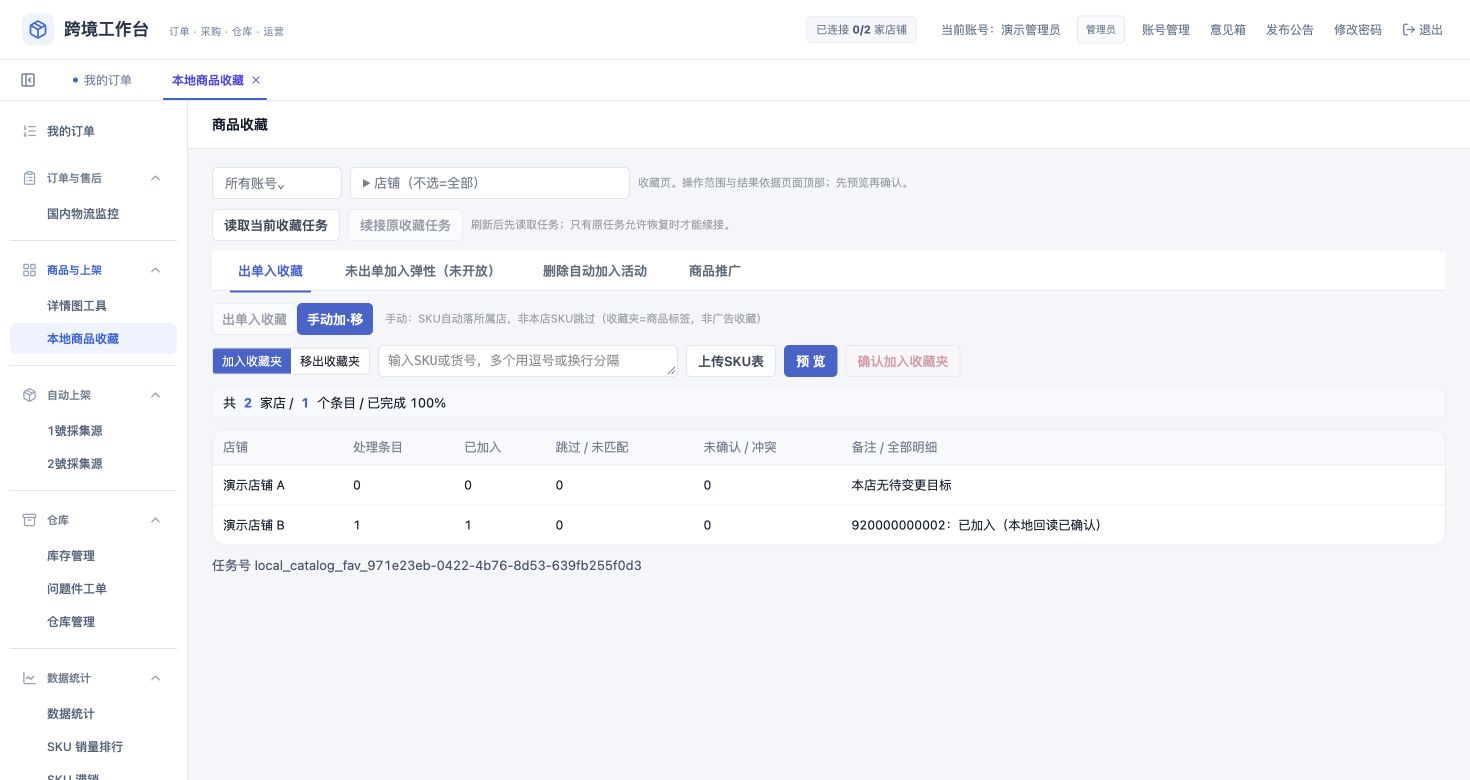 跨境工作台 订单 · 采购 · 仓库 · 运营 已连接 0/2 家店铺 当前账号：演示管理员 管理员 账号管理 意见箱 发布公告 修改密码 退出
我的订单 本地商品收藏
我的订单
订单与售后
国内物流监控
商品与上架
详情图工具
本地商品收藏
自动上架
1號採集源
2號採集源
仓库
库存管理
问题件工单
仓库管理
数据统计
数据统计
SKU 销量排行
SKU 滞销
商品收藏
所有账号 ▶ 店铺（不选=全部） 收藏页。操作范围与结果依据页面顶部；先预览再确认。
读取当前收藏任务 续接原收藏任务 刷新后先读取任务；只有原任务允许恢复时才能续接。
出单入收藏 未出单加入弹性（未开放） 删除自动加入活动 商品推广
出单入收藏 手动加·移 手动：SKU自动落所属店，非本店SKU跳过（收藏夹=商品标签，非广告收藏）
加入收藏夹 移出收藏夹 输入SKU或货号，多个用逗号或换行分隔 上传SKU表 预 览 确认加入收藏夹
共 2 家店 / 1 个条目 / 已完成 100%
店铺 处理条目 已加入 跳过 / 未匹配 未确认 / 冲突 备注 / 全部明细
演示店铺 A 0 0 0 0 本店无待变更目标
演示店铺 B 1 1 0 0 920000000002：已加入（本地回读已确认）
任务号 local_catalog_fav_971e23eb-0422-4b76-8d53-639fb255f0d3